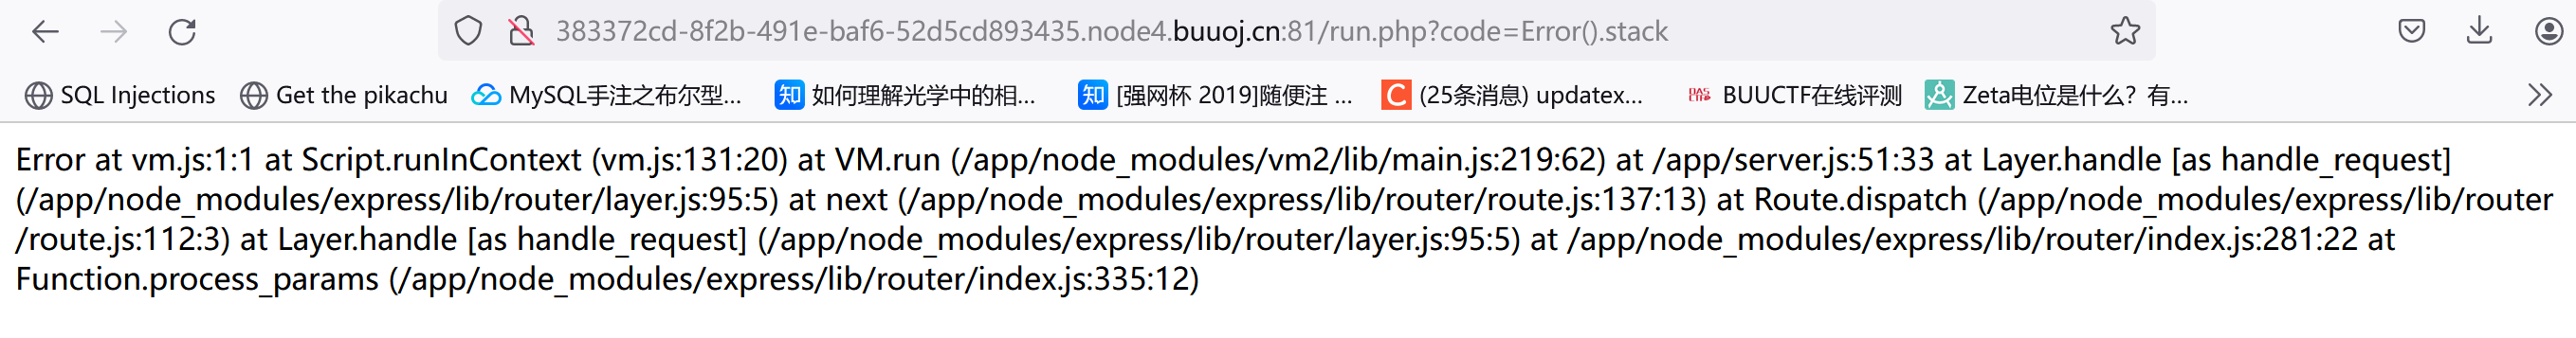 383372cd-8f2b-491e-baf6-52d5cd893435.node4.buuoj.cn:81/run.php?code=Error().stack
SQL Injections Get the pikachu MySQL手注之布尔型... 知 如何理解光学中的相... 知 [强网杯 2019]随便注 ... C (25条消息) updatex... BUUCTF在线评测 Zeta电位是什么？有...
Error at vm.js:1:1 at Script.runInContext (vm.js:131:20) at VM.run (/app/node_modules/vm2/lib/main.js:219:62) at /app/server.js:51:33 at Layer.handle [as handle_request]
(/app/node_modules/express/lib/router/layer.js:95:5) at next (/app/node_modules/express/lib/router/route.js:137:13) at Route.dispatch (/app/node_modules/express/lib/router
/route.js:112:3) at Layer.handle [as handle_request] (/app/node_modules/express/lib/router/layer.js:95:5) at /app/node_modules/express/lib/router/index.js:281:22 at
Function.process_params (/app/node_modules/express/lib/router/index.js:335:12)